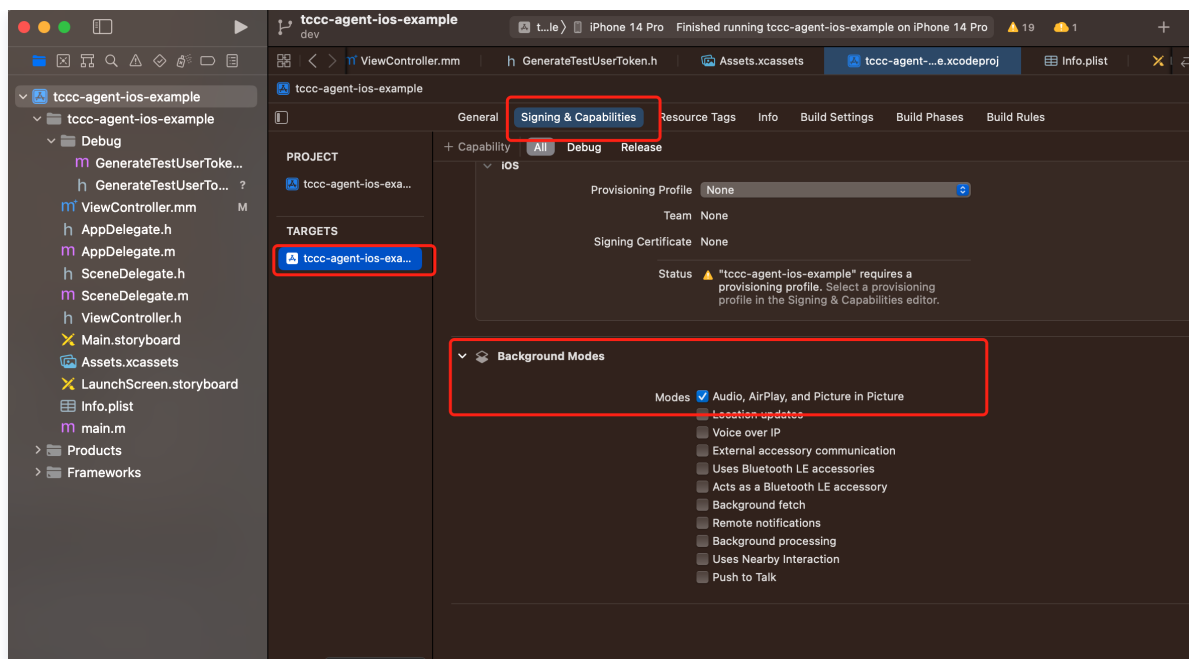 tccc-agent-ios-example
dev
t...le⟩ iPhone 14 Pro Finished running tccc-agent-ios-example on iPhone 14 Pro 19 1
ViewController.mm GenerateTestUserToken.h Assets.xcassets tccc-agent-...e.xcodeproj Info.plist
tccc-agent-ios-example
General Signing & Capabilities Resource Tags Info Build Settings Build Phases Build Rules
+ Capability All Debug Release
tccc-agent-ios-example
tccc-agent-ios-example
Debug
GenerateTestUserToke...
GenerateTestUserTo... ?
ViewController.mm M
AppDelegate.h
AppDelegate.m
SceneDelegate.h
SceneDelegate.m
ViewController.h
Main.storyboard
Assets.xcassets
LaunchScreen.storyboard
Info.plist
main.m
Products
Frameworks
PROJECT
tccc-agent-ios-exa...
TARGETS
tccc-agent-ios-exa...
iOS
Provisioning Profile None
Team None
Signing Certificate None
Status "tccc-agent-ios-example" requires a
provisioning profile. Select a provisioning
profile in the Signing & Capabilities editor.
Background Modes
Modes Audio, AirPlay, and Picture in Picture
Location updates
Voice over IP
External accessory communication
Uses Bluetooth LE accessories
Acts as a Bluetooth LE accessory
Background fetch
Remote notifications
Background processing
Uses Nearby Interaction
Push to Talk